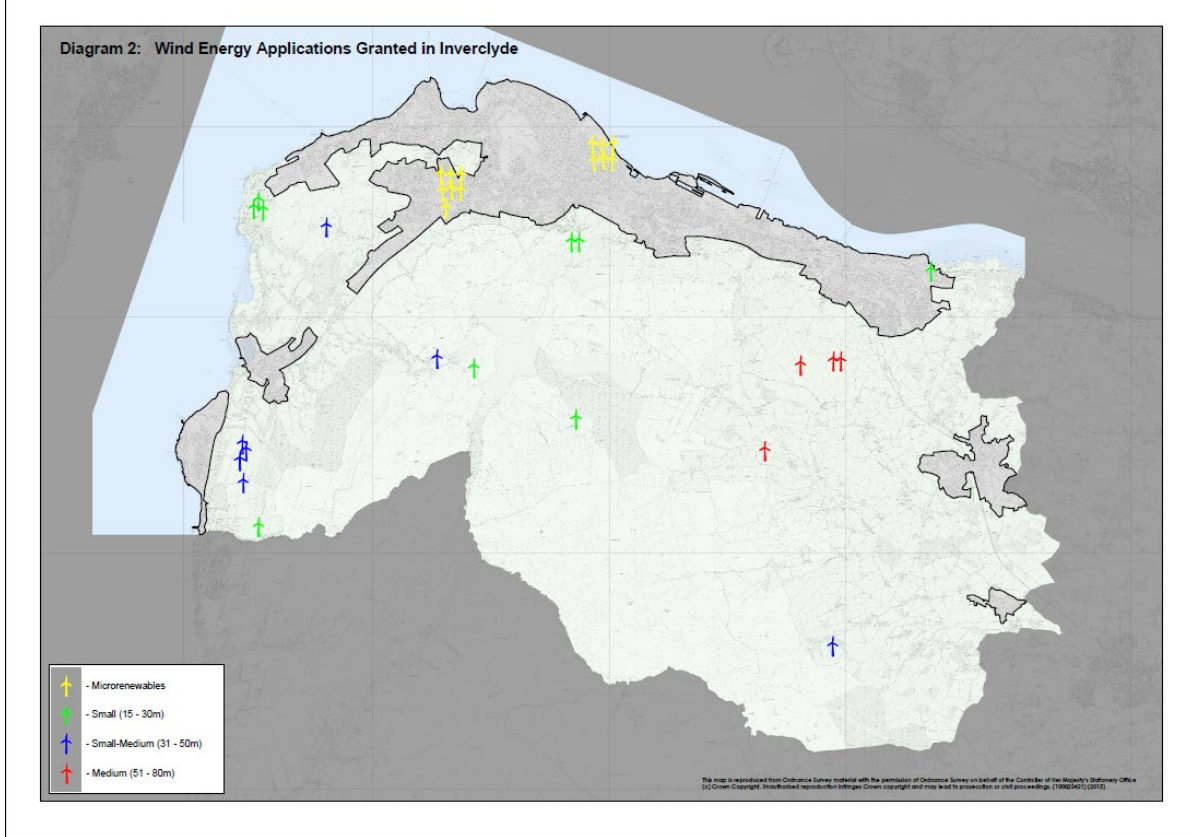 Diagram 2: Wind Energy Applications Granted in Inverclyde
- Microrenewables
- Small (15 - 30m)
- Small-Medium (31 - 50m)
- Medium (51 - 80m)
This map is reproduced from Ordnance Survey material with the permission of Ordnance Survey on behalf of the Controller of Her Majesty's Stationery Office
(c) Crown Copyright. Unauthorised reproduction infringes Crown copyright and may lead to prosecution or civil proceedings. (100023421) (2015)